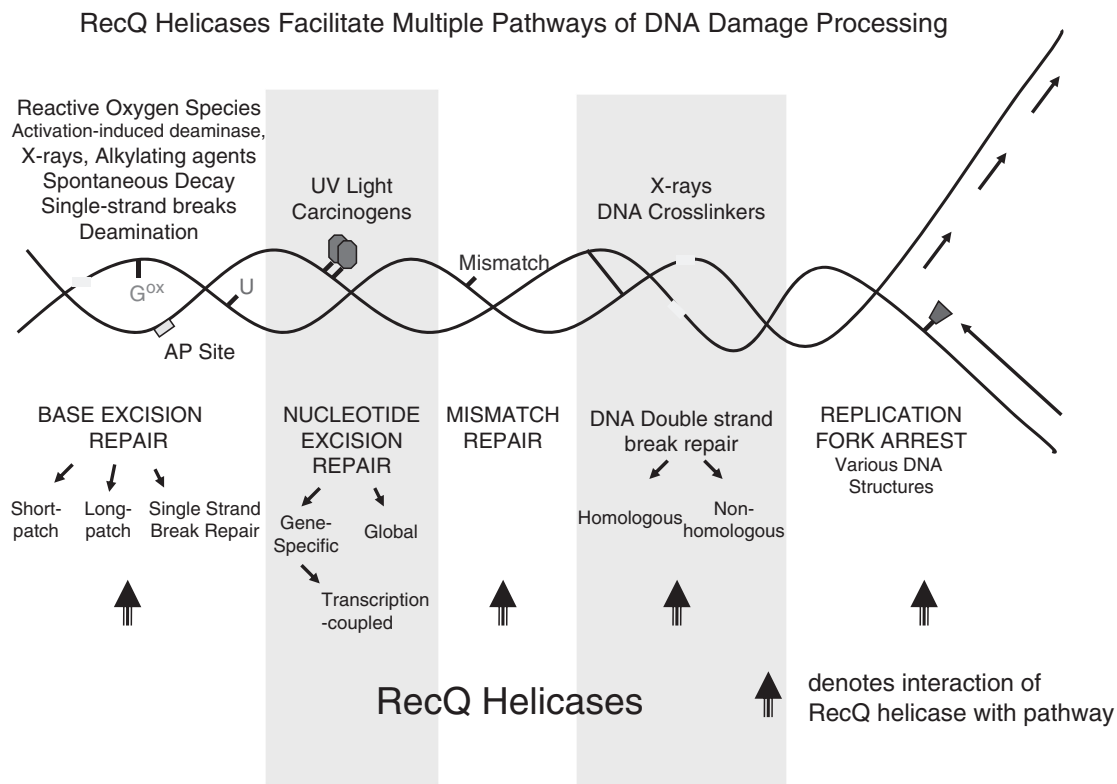 RecQ Helicases Facilitate Multiple Pathways of DNA Damage Processing
Reactive Oxygen Species
Activation-induced deaminase,
X-rays, Alkylating agents
Spontaneous Decay
Single-strand breaks
Deamination
UV Light
Carcinogens
X-rays
DNA Crosslinkers
Gox
U
AP Site
Mismatch
BASE EXCISION
REPAIR
Short-
patch
Long-
patch
Single Strand
Break Repair
NUCLEOTIDE
EXCISION
REPAIR
Gene-
Specific
Global
Transcription
-coupled
MISMATCH
REPAIR
DNA Double strand
break repair
Homologous
Non-
homologous
REPLICATION
FORK ARREST
Various DNA
Structures
RecQ Helicases
denotes interaction of
RecQ helicase with pathway